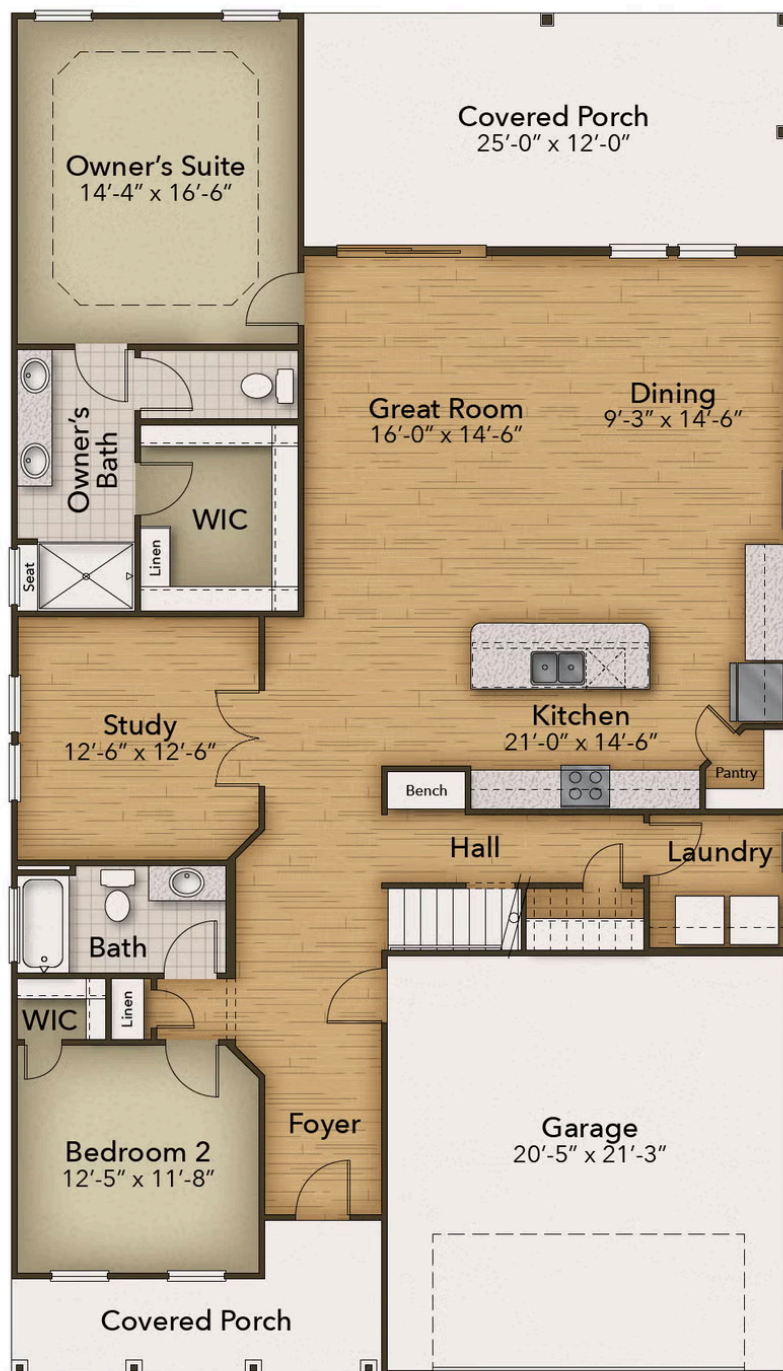 Covered Porch
25′-0″ x 12′-0″
Owner’s Suite
14′-4″ x 16′-6″
Great Room
16′-0″ x 14′-6″
Dining
9′-3″ x 14′-6″
Owner’s
Bath
WIC
Linen
Seat
Study
12′-6″ x 12′-6″
Kitchen
21′-0″ x 14′-6″
Pantry
Bench
Hall
Laundry
Bath
WIC
Linen
Foyer
Bedroom 2
12′-5″ x 11′-8″
Garage
20′-5″ x 21′-3″
Covered Porch